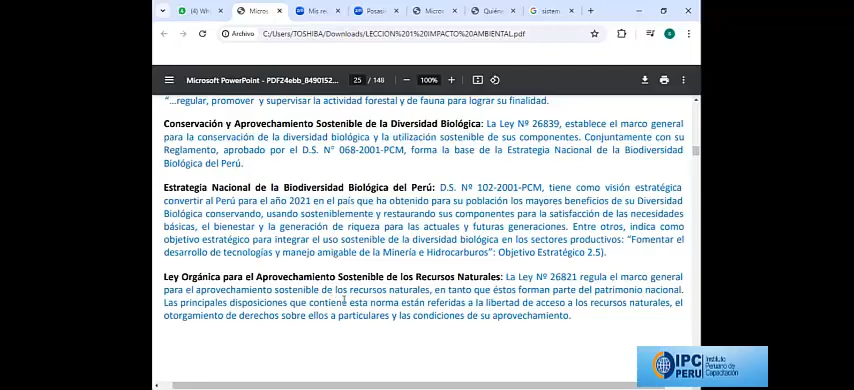 (4) Wh
Micros
Mis re
Posasi
Micros
Quién
sistem
Archivo C:/Users/TOSHIBA/Downloads/LECCION%201%20IMPACTO%20AMBIENTAL.pdf
Microsoft PowerPoint - PDF24ebb_8490152... 25 / 148 100%
"…regular, promover y supervisar la actividad forestal y de fauna para lograr su finalidad.
Conservación y Aprovechamiento Sostenible de la Diversidad Biológica: La Ley Nº 26839, establece el marco general
para la conservación de la diversidad biológica y la utilización sostenible de sus componentes. Conjuntamente con su
Reglamento, aprobado por el D.S. N° 068-2001-PCM, forma la base de la Estrategia Nacional de la Biodiversidad
Biológica del Perú.
Estrategia Nacional de la Biodiversidad Biológica del Perú: D.S. Nº 102-2001-PCM, tiene como visión estratégica
convertir al Perú para el año 2021 en el país que ha obtenido para su población los mayores beneficios de su Diversidad
Biológica conservando, usando sosteniblemente y restaurando sus componentes para la satisfacción de las necesidades
básicas, el bienestar y la generación de riqueza para las actuales y futuras generaciones. Entre otros, indica como
objetivo estratégico para integrar el uso sostenible de la diversidad biológica en los sectores productivos: "Fomentar el
desarrollo de tecnologías y manejo amigable de la Minería e Hidrocarburos": Objetivo Estratégico 2.5).
Ley Orgánica para el Aprovechamiento Sostenible de los Recursos Naturales: La Ley N° 26821 regula el marco general
para el aprovechamiento sostenible de los recursos naturales, en tanto que éstos forman parte del patrimonio nacional.
Las principales disposiciones que contiene esta norma están referidas a la libertad de acceso a los recursos naturales, el
otorgamiento de derechos sobre ellos a particulares y las condiciones de su aprovechamiento.
IPC PERU
Instituto
Peruano de
Capacitación